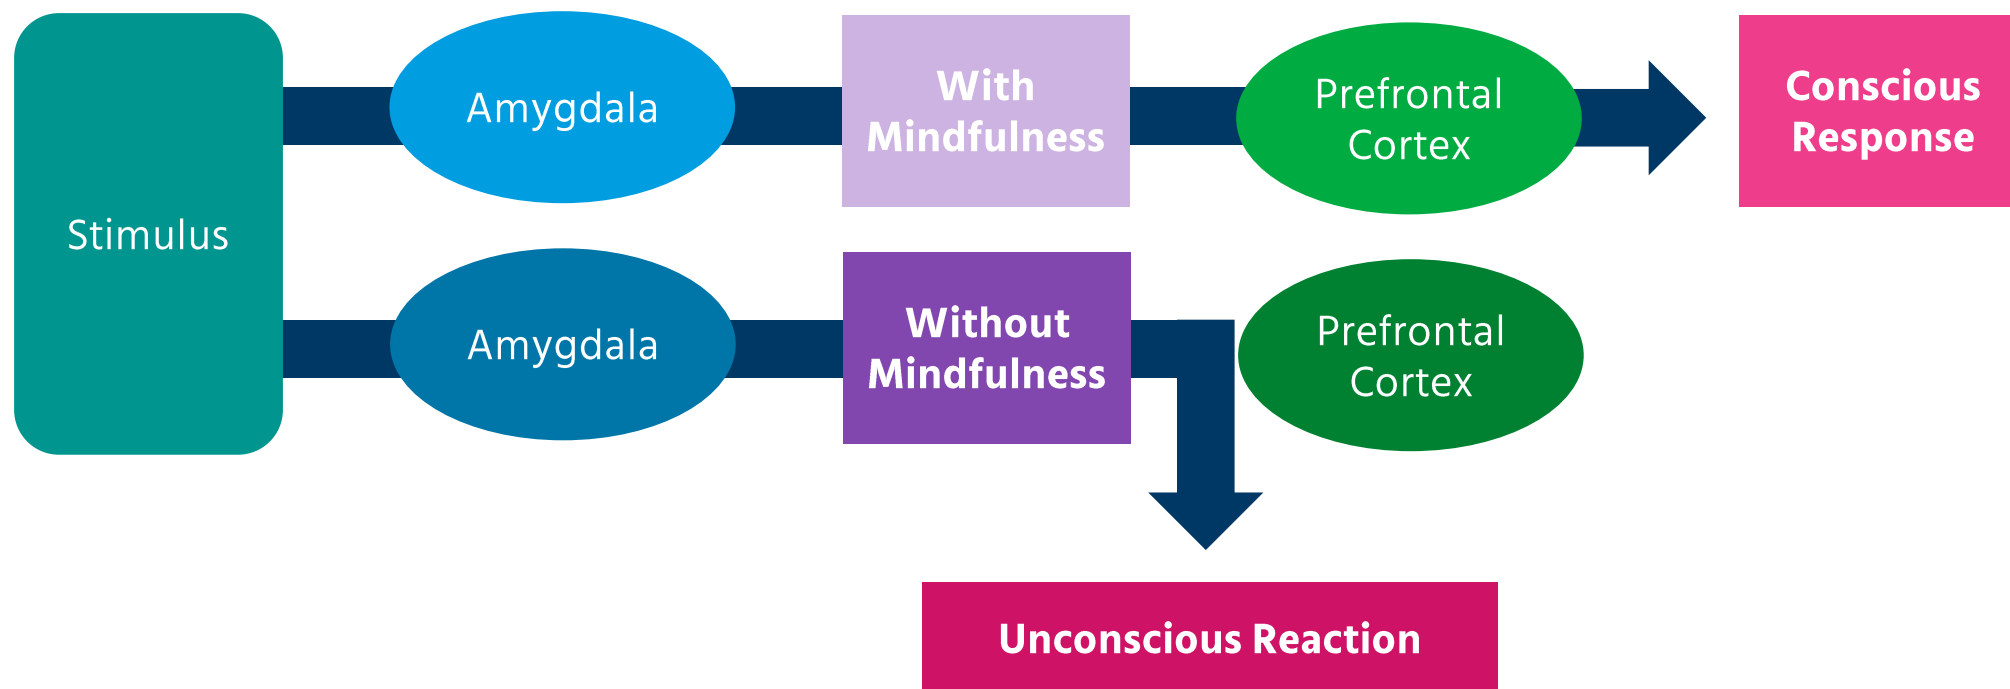 Stimulus
Amygdala
With
Mindfulness
Prefrontal
Cortex
Conscious
Response
Amygdala
Without
Mindfulness
Prefrontal
Cortex
Unconscious Reaction